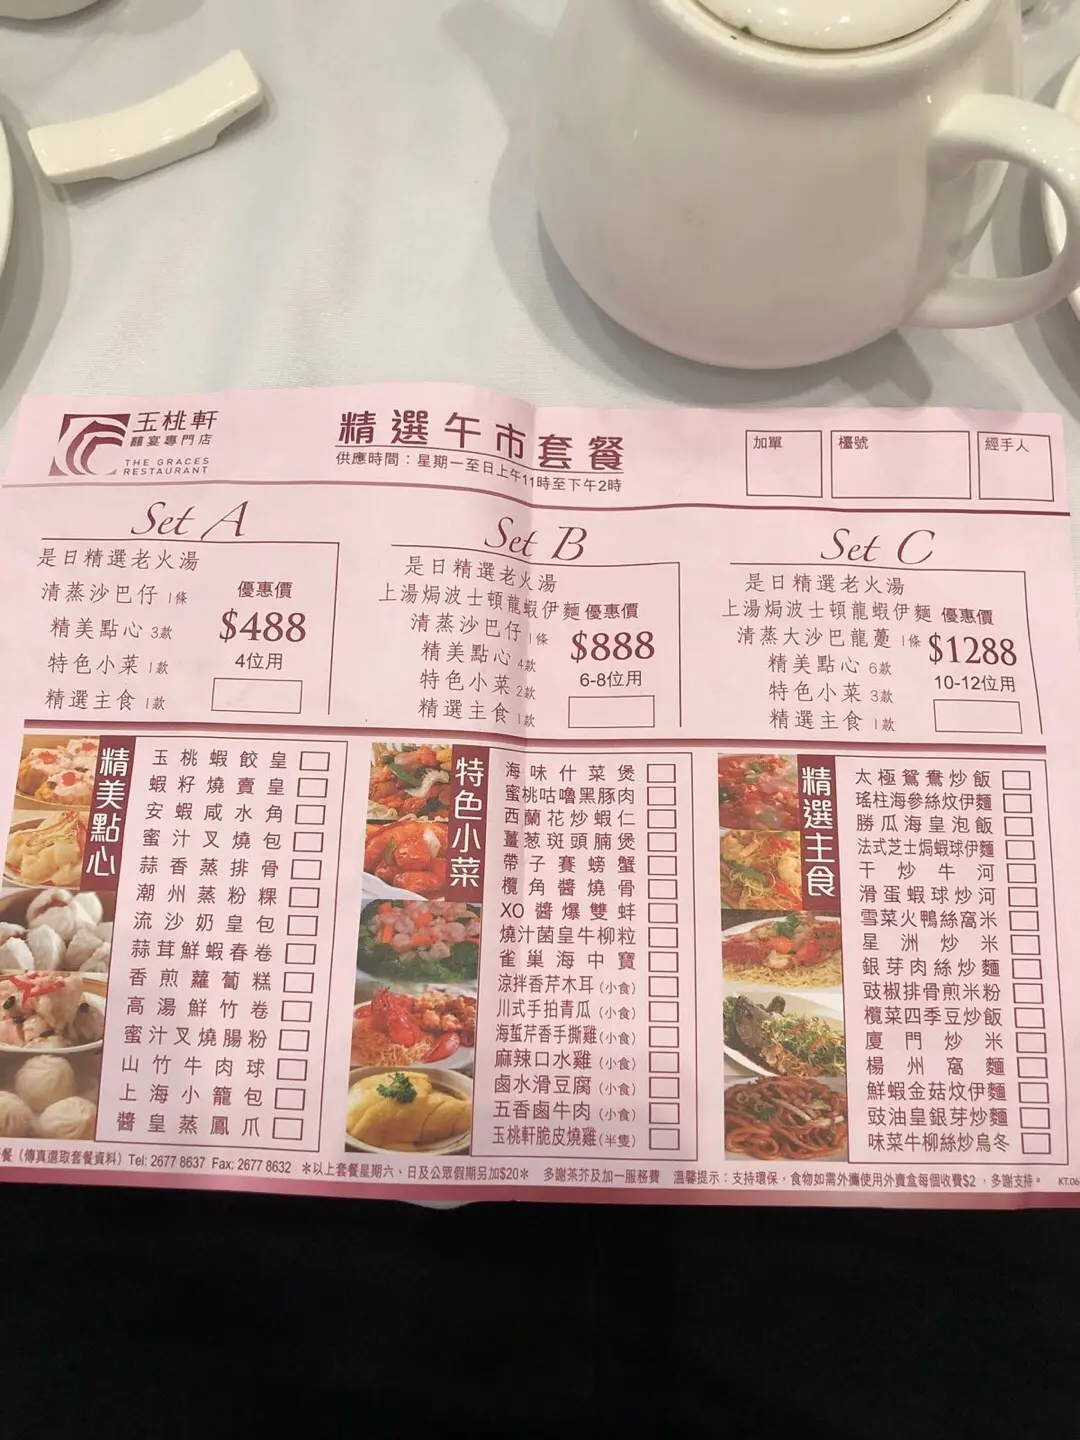 玉桃軒
囍宴專門店
THE GRACES
RESTAURANT
精選午市套餐
供應時間：星期一至日上午11時至下午2時
加單
檯號
經手人
Set A
是日精選老火湯
清蒸沙巴仔 1條
精美點心 3款
特色小菜 1款
精選主食 1款
優惠價
$488
4位用
Set B
是日精選老火湯
上湯焗波士頓龍蝦伊麵
清蒸沙巴仔 1條
精美點心 4款
特色小菜 2款
精選主食 1款
優惠價
$888
6-8位用
Set C
是日精選老火湯
上湯焗波士頓龍蝦伊麵
清蒸大沙巴龍躉 1條
精美點心 6款
特色小菜 3款
精選主食 1款
優惠價
$1288
10-12位用
精美點心
玉桃蝦餃皇
蝦籽燒賣皇
安蝦咸水角
蜜汁叉燒包
蒜香蒸排骨
潮州蒸粉粿
流沙奶皇包
蒜茸鮮蝦春卷
香煎蘿蔔糕
高湯鮮竹卷
蜜汁叉燒腸粉
山竹牛肉球
上海小籠包
醬皇蒸鳳爪
特色小菜
海味什菜煲
蜜桃咕嚕黑豚肉
西蘭花炒蝦仁
薑葱斑頭腩煲
帶子賽螃蟹
欖角醬燒骨
XO醬爆雙蚌
燒汁菌皇牛柳粒
雀巢海中寶
涼拌香芹木耳(小食)
川式手拍青瓜(小食)
海蜇芹香手撕雞(小食)
麻辣口水雞(小食)
鹵水滑豆腐(小食)
五香鹵牛肉(小食)
玉桃軒脆皮燒雞(半隻)
精選主食
太極鴛鴦炒飯
瑤柱海參絲炆伊麵
勝瓜海皇泡飯
法式芝士焗蝦球伊麵
干炒牛河
滑蛋蝦球炒河
雪菜火鴨絲窩米
星洲炒米
銀芽肉絲炒麵
豉椒排骨煎米粉
欖菜四季豆炒飯
廈門炒米
楊州窩麵
鮮蝦金菇炆伊麵
豉油皇銀芽炒麵
味菜牛柳絲炒烏冬
餐（傳真選取套餐資料）Tel: 2677 8637 Fax: 2677 8632 ＊以上套餐星期六、日及公眾假期另加$20＊ 多謝茶芥及加一服務費 溫馨提示：支持環保，食物如需外攜使用外賣盒每個收費$2，多謝支持。 KT.06